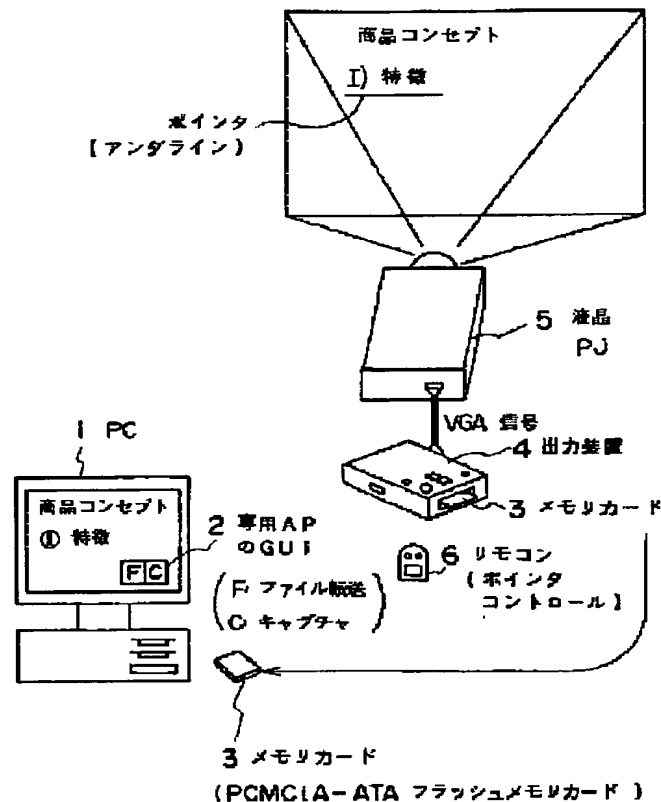 商品コンセプト
I) 特徴
ポインタ
[アンダライン]
5 液晶
PJ
VGA 信号
4 出力装置
3 メモリカード
1 PC
商品コンセプト
① 特徴
F C
2 専用AP
のGUI
(F: ファイル転送
C: キャプチャ)
6 リモコン
[ポインタ
コントロール]
3 メモリカード
(PCMCIA-ATA フラッシュメモリカード)